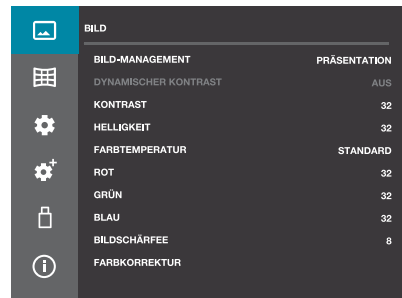 BILD
BILD-MANAGEMENT PRÄSENTATION
DYNAMISCHER KONTRAST AUS
KONTRAST 32
HELLIGKEIT 32
FARBTEMPERATUR STANDARD
ROT 32
GRÜN 32
BLAU 32
BILDSCHÄRFEE 8
FARBKORREKTUR